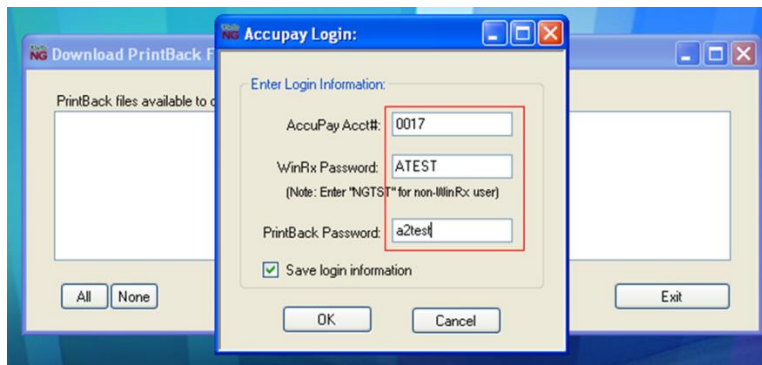 NG Accupay Login:
NG Download PrintBack F
Enter Login Information:
PrintBack files available to
AccuPay Acct#: 0017
WinRx Password: ATEST
(Note: Enter "NGTST" for non-WinRx user)
PrintBack Password: a2test
Save login information
All None Exit
OK Cancel